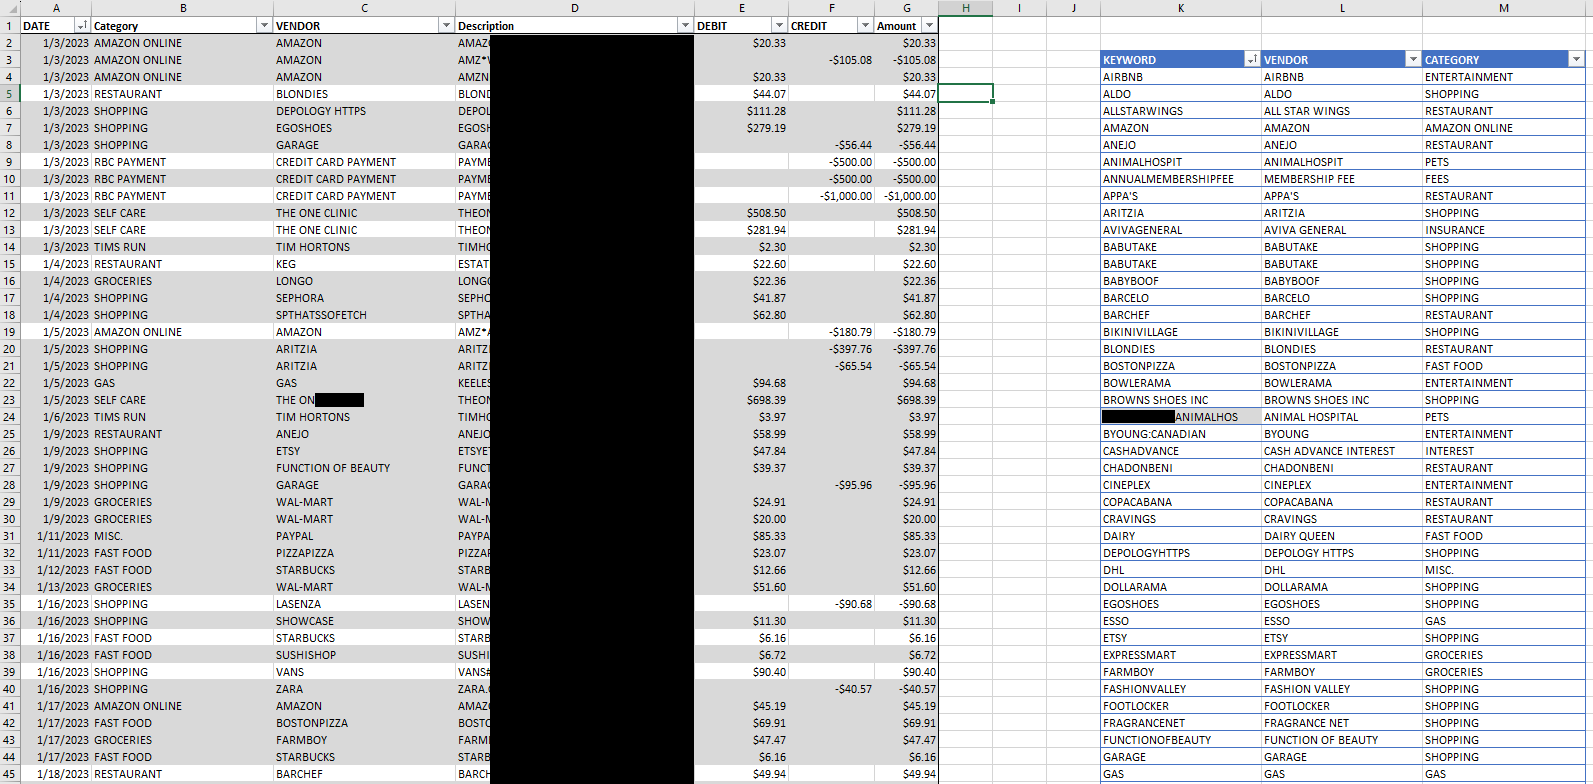 A B C D E F G H I J K L M
1 DATE Category VENDOR Description DEBIT CREDIT Amount
2 1/3/2023 AMAZON ONLINE AMAZON AMAZ $20.33 $20.33
3 1/3/2023 AMAZON ONLINE AMAZON AMZ* -$105.08 -$105.08 KEYWORD VENDOR CATEGORY
4 1/3/2023 AMAZON ONLINE AMAZON AMZN $20.33 $20.33 AIRBNB AIRBNB ENTERTAINMENT
5 1/3/2023 RESTAURANT BLONDIES BLOND $44.07 $44.07 ALDO ALDO SHOPPING
6 1/3/2023 SHOPPING DEPOLOGY HTTPS DEPOL $111.28 $111.28 ALLSTARWINGS ALL STAR WINGS RESTAURANT
7 1/3/2023 SHOPPING EGOSHOES EGOSH $279.19 $279.19 AMAZON AMAZON AMAZON ONLINE
8 1/3/2023 SHOPPING GARAGE GARA -$56.44 -$56.44 ANEJO ANEJO RESTAURANT
9 1/3/2023 RBC PAYMENT CREDIT CARD PAYMENT PAYME -$500.00 -$500.00 ANIMALHOSPIT ANIMALHOSPIT PETS
10 1/3/2023 RBC PAYMENT CREDIT CARD PAYMENT PAYME -$500.00 -$500.00 ANNUALMEMBERSHIPFEE MEMBERSHIP FEE FEES
11 1/3/2023 RBC PAYMENT CREDIT CARD PAYMENT PAYME -$1,000.00 -$1,000.00 APPA'S APPA'S RESTAURANT
12 1/3/2023 SELF CARE THE ONE CLINIC THEON $508.50 $508.50 ARITZIA ARITZIA SHOPPING
13 1/3/2023 SELF CARE THE ONE CLINIC THEON $281.94 $281.94 AVIVAGENERAL AVIVA GENERAL INSURANCE
14 1/3/2023 TIMS RUN TIM HORTONS TIMHO $2.30 $2.30 BABUTAKE BABUTAKE SHOPPING
15 1/4/2023 RESTAURANT KEG ESTAT $22.60 $22.60 BABUTAKE BABUTAKE SHOPPING
16 1/4/2023 GROCERIES LONGO LONGO $22.36 $22.36 BABYBOOF BABYBOOF SHOPPING
17 1/4/2023 SHOPPING SEPHORA SEPHO $41.87 $41.87 BARCELO BARCELO SHOPPING
18 1/4/2023 SHOPPING SPTHATSSOFETCH SPTHA $62.80 $62.80 BARCHEF BARCHEF RESTAURANT
19 1/5/2023 AMAZON ONLINE AMAZON AMZ* -$180.79 -$180.79 BIKINIVILLAGE BIKINIVILLAGE SHOPPING
20 1/5/2023 SHOPPING ARITZIA ARITZ -$397.76 -$397.76 BLONDIES BLONDIES RESTAURANT
21 1/5/2023 SHOPPING ARITZIA ARITZ -$65.54 -$65.54 BOSTONPIZZA BOSTONPIZZA FAST FOOD
22 1/5/2023 GAS GAS KEELES $94.68 $94.68 BOWLERAMA BOWLERAMA ENTERTAINMENT
23 1/5/2023 SELF CARE THE ON THEON $698.39 $698.39 BROWNS SHOES INC BROWNS SHOES INC SHOPPING
24 1/6/2023 TIMS RUN TIM HORTONS TIMHO $3.97 $3.97 ANIMALHOS ANIMAL HOSPITAL PETS
25 1/9/2023 RESTAURANT ANEJO ANEJO $58.99 $58.99 BYOUNG:CANADIAN BYOUNG ENTERTAINMENT
26 1/9/2023 SHOPPING ETSY ETSYE $47.84 $47.84 CASHADVANCE CASH ADVANCE INTEREST INTEREST
27 1/9/2023 SHOPPING FUNCTION OF BEAUTY FUNCT $39.37 $39.37 CHADONBENI CHADONBENI RESTAURANT
28 1/9/2023 SHOPPING GARAGE GARA -$95.96 -$95.96 CINEPLEX CINEPLEX ENTERTAINMENT
29 1/9/2023 GROCERIES WAL-MART WAL-M $24.91 $24.91 COPACABANA COPACABANA RESTAURANT
30 1/9/2023 GROCERIES WAL-MART WAL-M $20.00 $20.00 CRAVINGS CRAVINGS RESTAURANT
31 1/11/2023 MISC. PAYPAL PAYPA $85.33 $85.33 DAIRY DAIRY QUEEN FAST FOOD
32 1/11/2023 FAST FOOD PIZZAPIZZA PIZZAP $23.07 $23.07 DEPOLOGYHTTPS DEPOLOGY HTTPS SHOPPING
33 1/12/2023 FAST FOOD STARBUCKS STARB $12.66 $12.66 DHL DHL MISC.
34 1/13/2023 GROCERIES WAL-MART WAL-M $51.60 $51.60 DOLLARAMA DOLLARAMA SHOPPING
35 1/16/2023 SHOPPING LASENZA LASEN -$90.68 -$90.68 EGOSHOES EGOSHOES SHOPPING
36 1/16/2023 SHOPPING SHOWCASE SHOW $11.30 $11.30 ESSO ESSO GAS
37 1/16/2023 FAST FOOD STARBUCKS STARB $6.16 $6.16 ETSY ETSY SHOPPING
38 1/16/2023 FAST FOOD SUSHISHOP SUSHI $6.72 $6.72 EXPRESSMART EXPRESSMART GROCERIES
39 1/16/2023 SHOPPING VANS VANS# $90.40 $90.40 FARMBOY FARMBOY GROCERIES
40 1/16/2023 SHOPPING ZARA ZARA. -$40.57 -$40.57 FASHIONVALLEY FASHION VALLEY SHOPPING
41 1/17/2023 AMAZON ONLINE AMAZON AMAZ $45.19 $45.19 FOOTLOCKER FOOTLOCKER SHOPPING
42 1/17/2023 FAST FOOD BOSTONPIZZA BOSTO $69.91 $69.91 FRAGRANCENET FRAGRANCE NET SHOPPING
43 1/17/2023 GROCERIES FARMBOY FARM $47.47 $47.47 FUNCTIONOFBEAUTY FUNCTION OF BEAUTY SHOPPING
44 1/17/2023 FAST FOOD STARBUCKS STARB $6.16 $6.16 GARAGE GARAGE SHOPPING
45 1/18/2023 RESTAURANT BARCHEF BARCH $49.94 $49.94 GAS GAS GAS